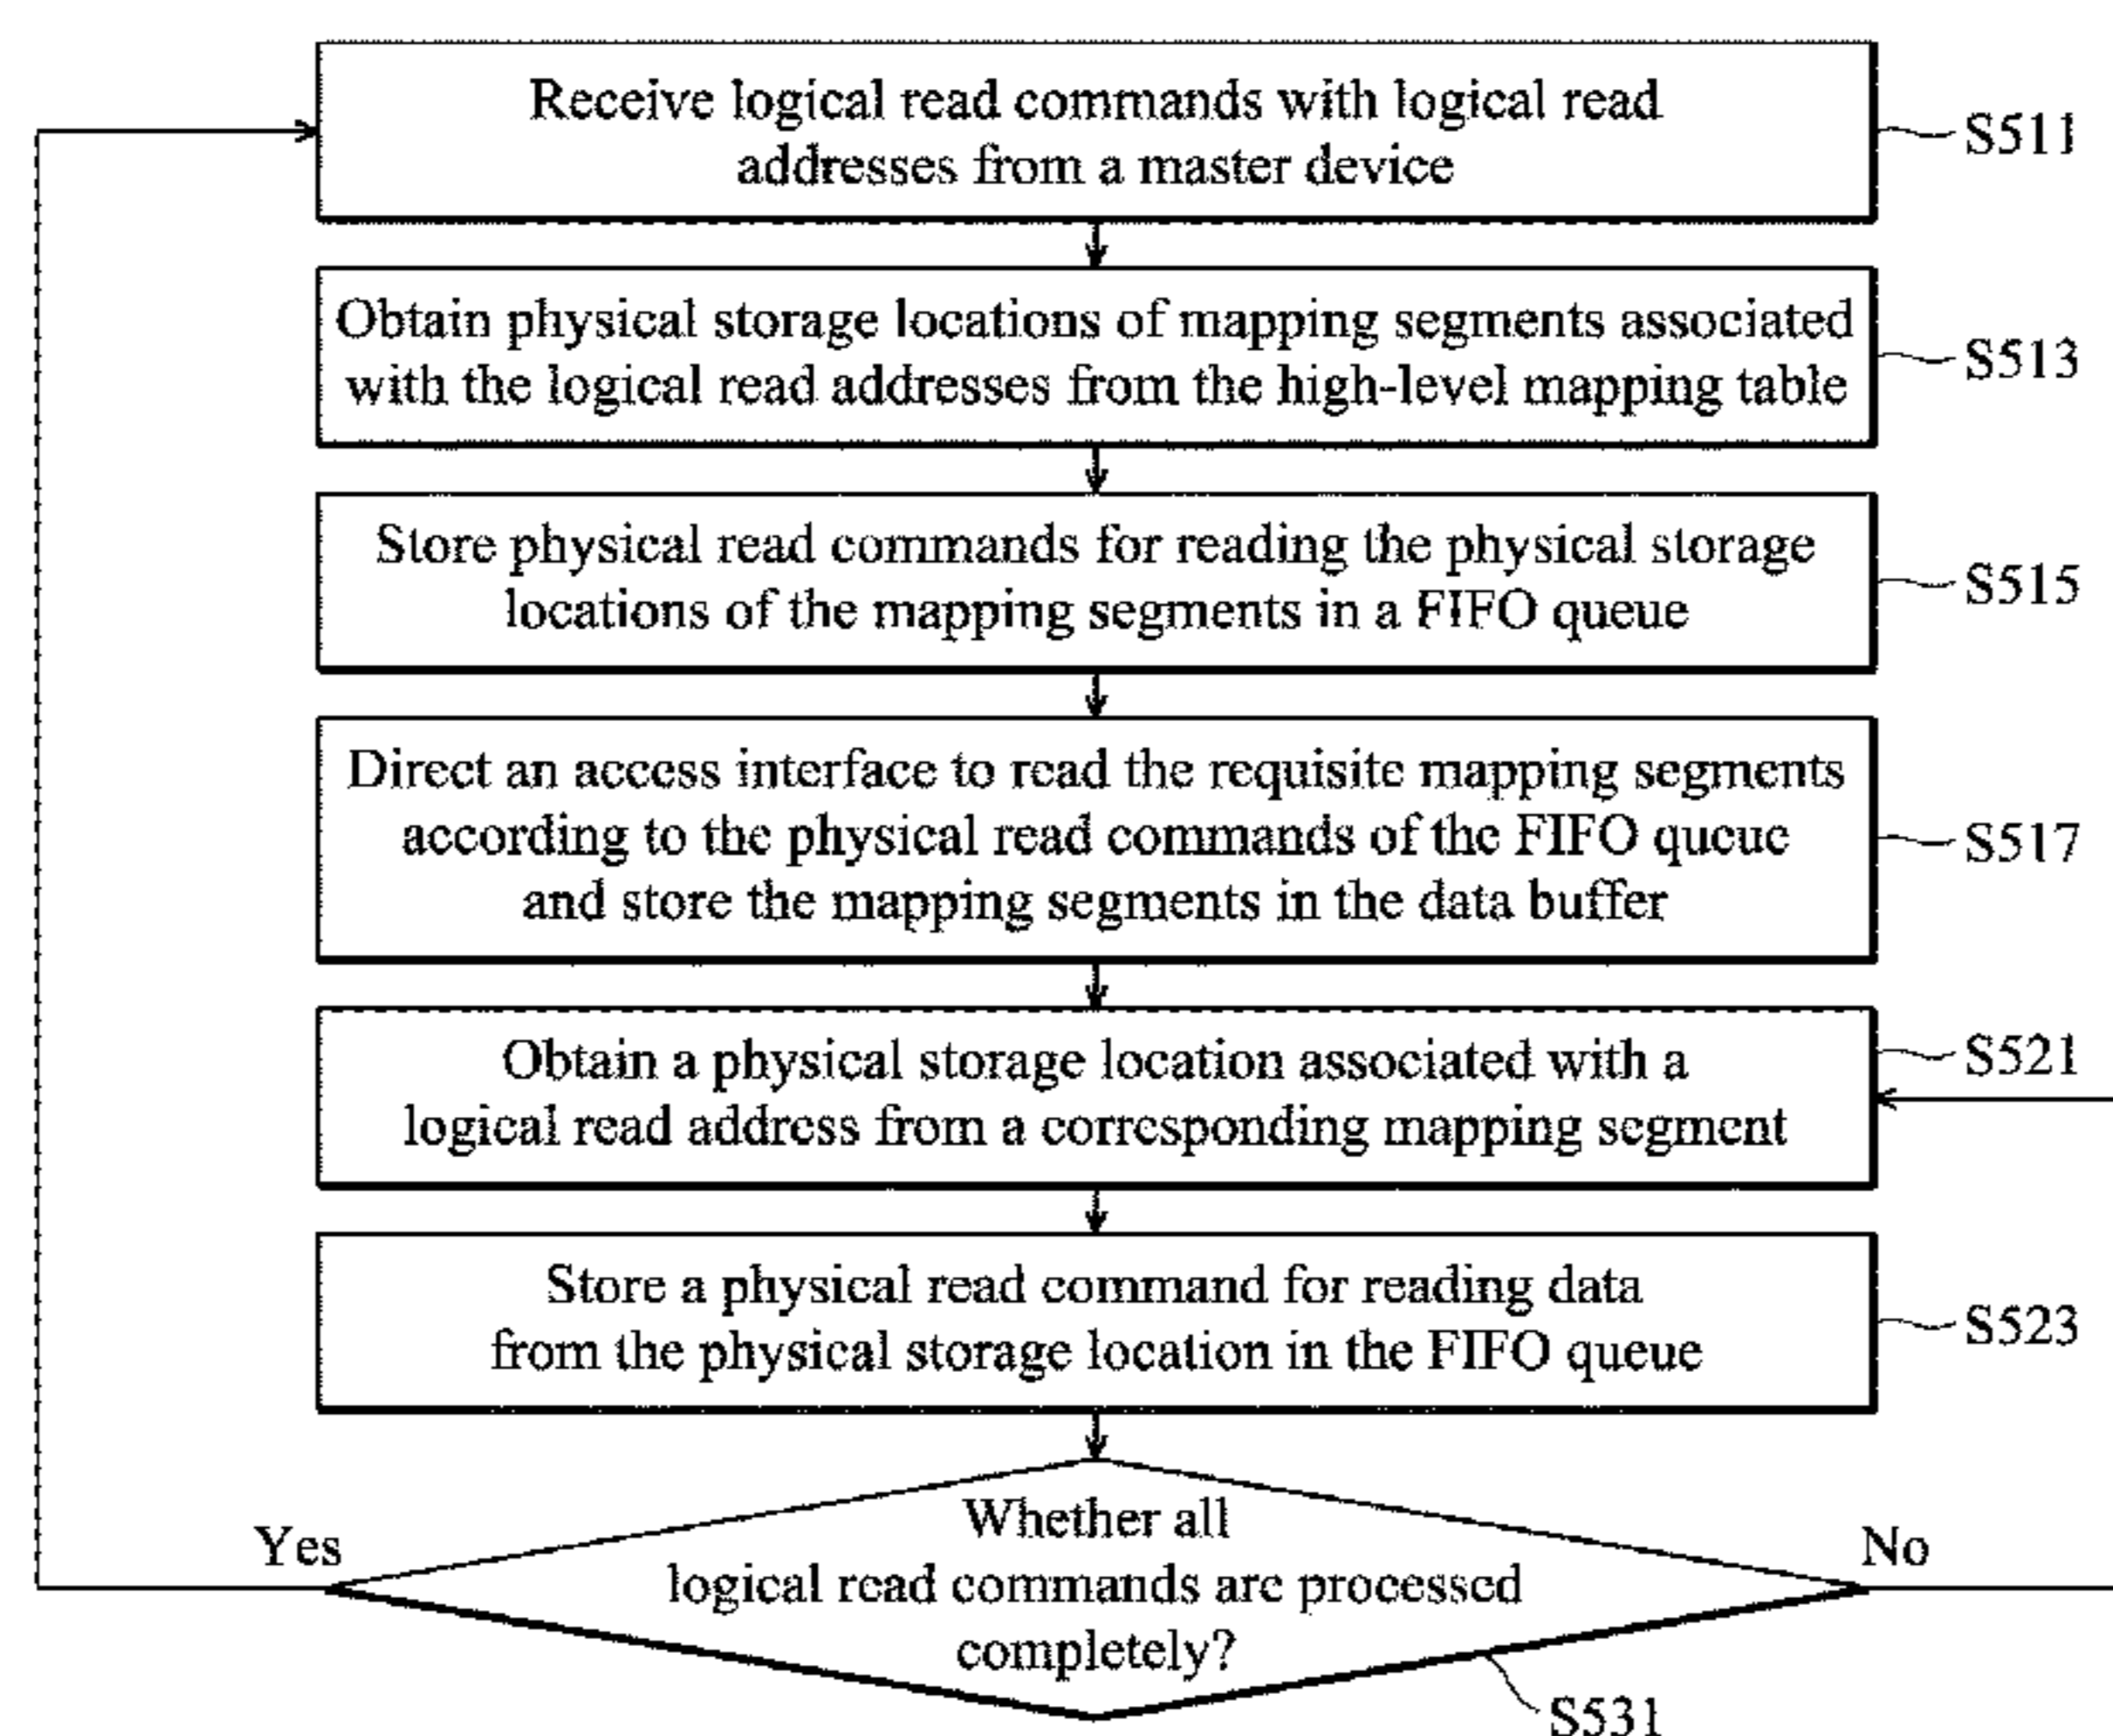 Receive logical read commands with logical read
addresses from a master device
S511
Obtain physical storage locations of mapping segments associated
with the logical read addresses from the high-level mapping table
S513
Store physical read commands for reading the physical storage
locations of the mapping segments in a FIFO queue
S515
Direct an access interface to read the requisite mapping segments
according to the physical read commands of the FIFO queue
and store the mapping segments in the data buffer
S517
Obtain a physical storage location associated with a
logical read address from a corresponding mapping segment
S521
Store a physical read command for reading data
from the physical storage location in the FIFO queue
S523
Whether all
logical read commands are processed
completely?
Yes
No
S531